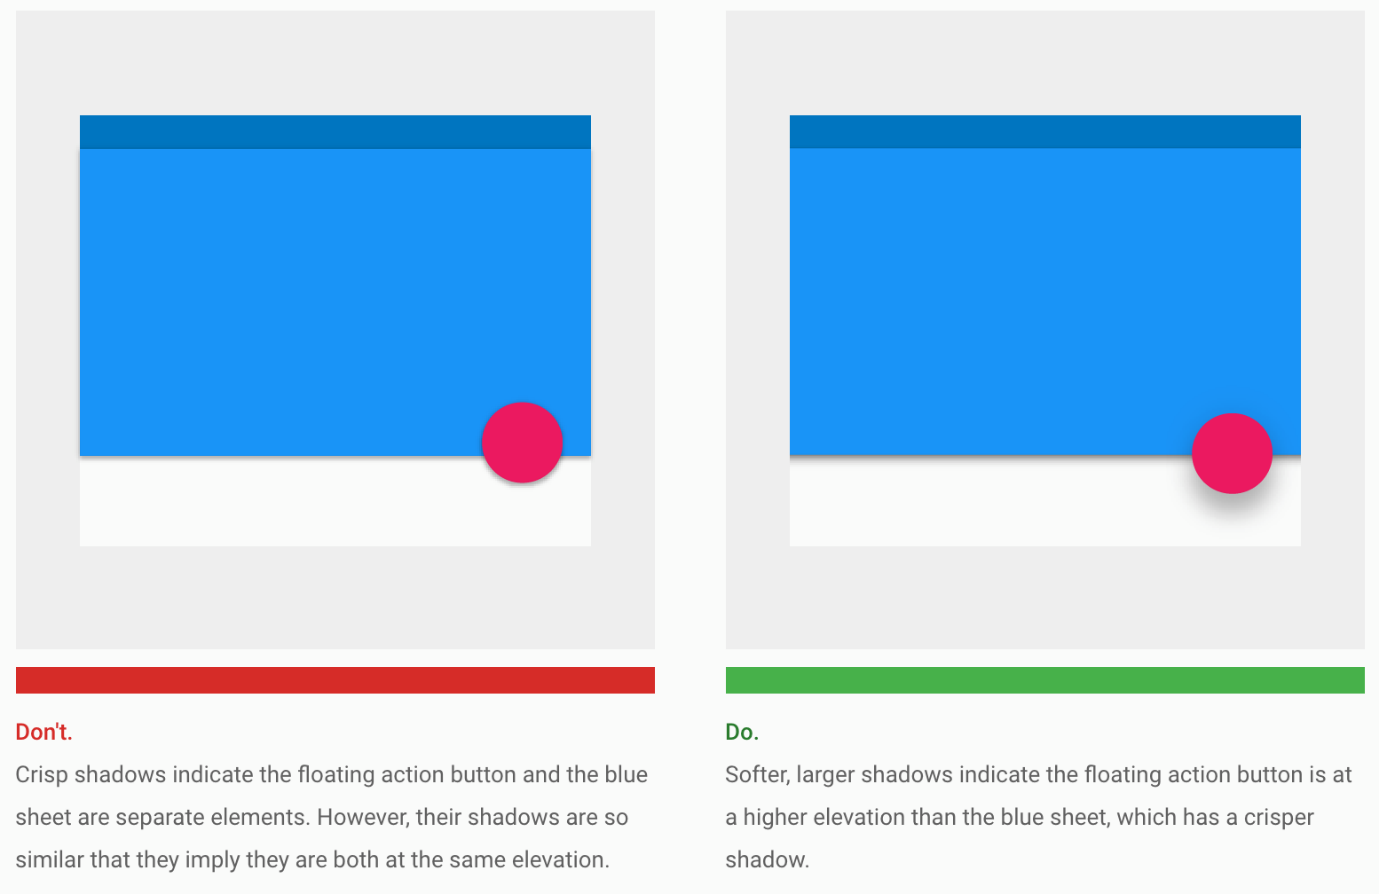 Don't.
Crisp shadows indicate the floating action button and the blue
sheet are separate elements. However, their shadows are so
similar that they imply they are both at the same elevation.
Do.
Softer, larger shadows indicate the floating action button is at
a higher elevation than the blue sheet, which has a crisper
shadow.